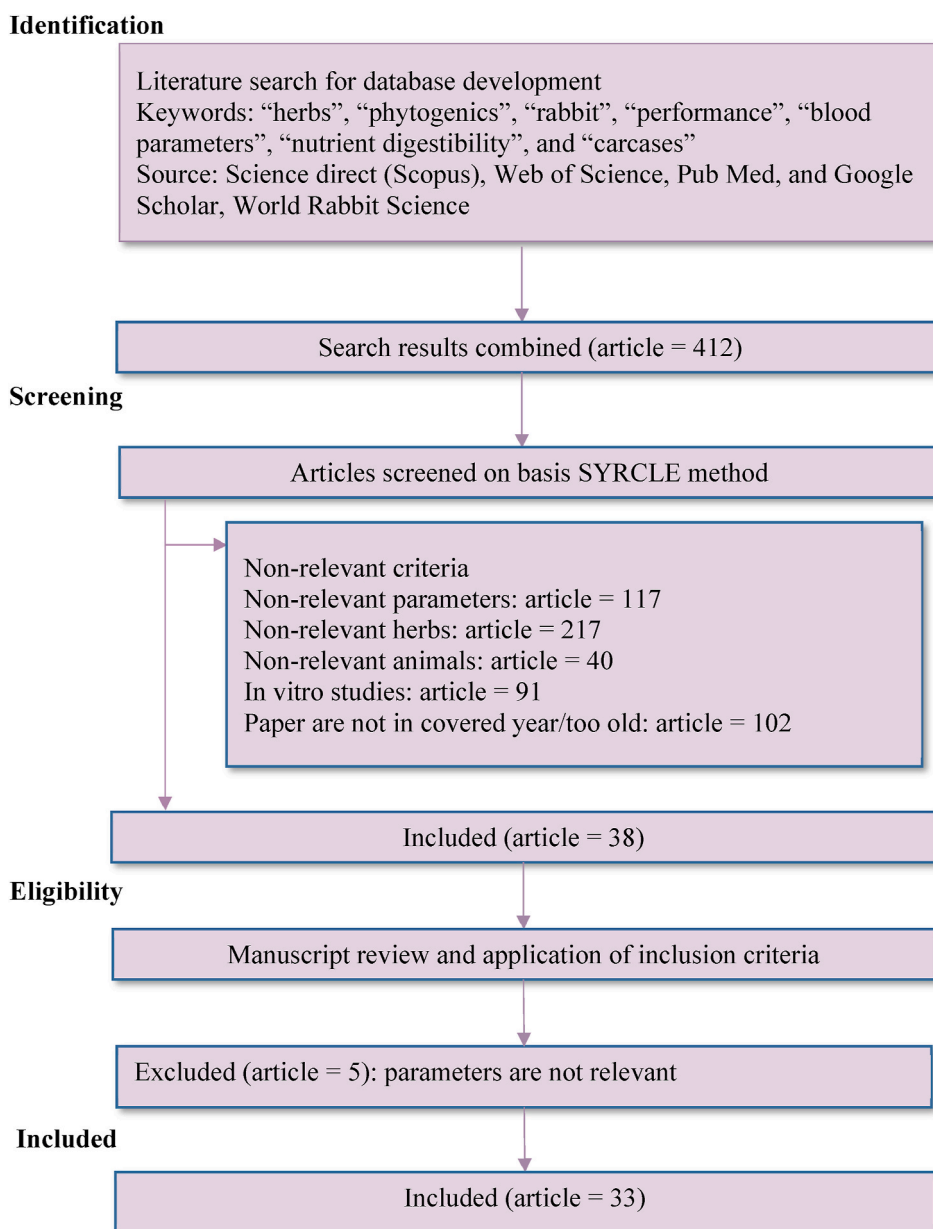 Identification
Literature search for database development
Keywords: “herbs”, “phytogenics”, “rabbit”, “performance”, “blood
parameters”, “nutrient digestibility”, and “carcases”
Source: Science direct (Scopus), Web of Science, Pub Med, and Google
Scholar, World Rabbit Science
Search results combined (article = 412)
Screening
Articles screened on basis SYRCLE method
Non-relevant criteria
Non-relevant parameters: article = 117
Non-relevant herbs: article = 217
Non-relevant animals: article = 40
In vitro studies: article = 91
Paper are not in covered year/too old: article = 102
Included (article = 38)
Eligibility
Manuscript review and application of inclusion criteria
Excluded (article = 5): parameters are not relevant
Included
Included (article = 33)